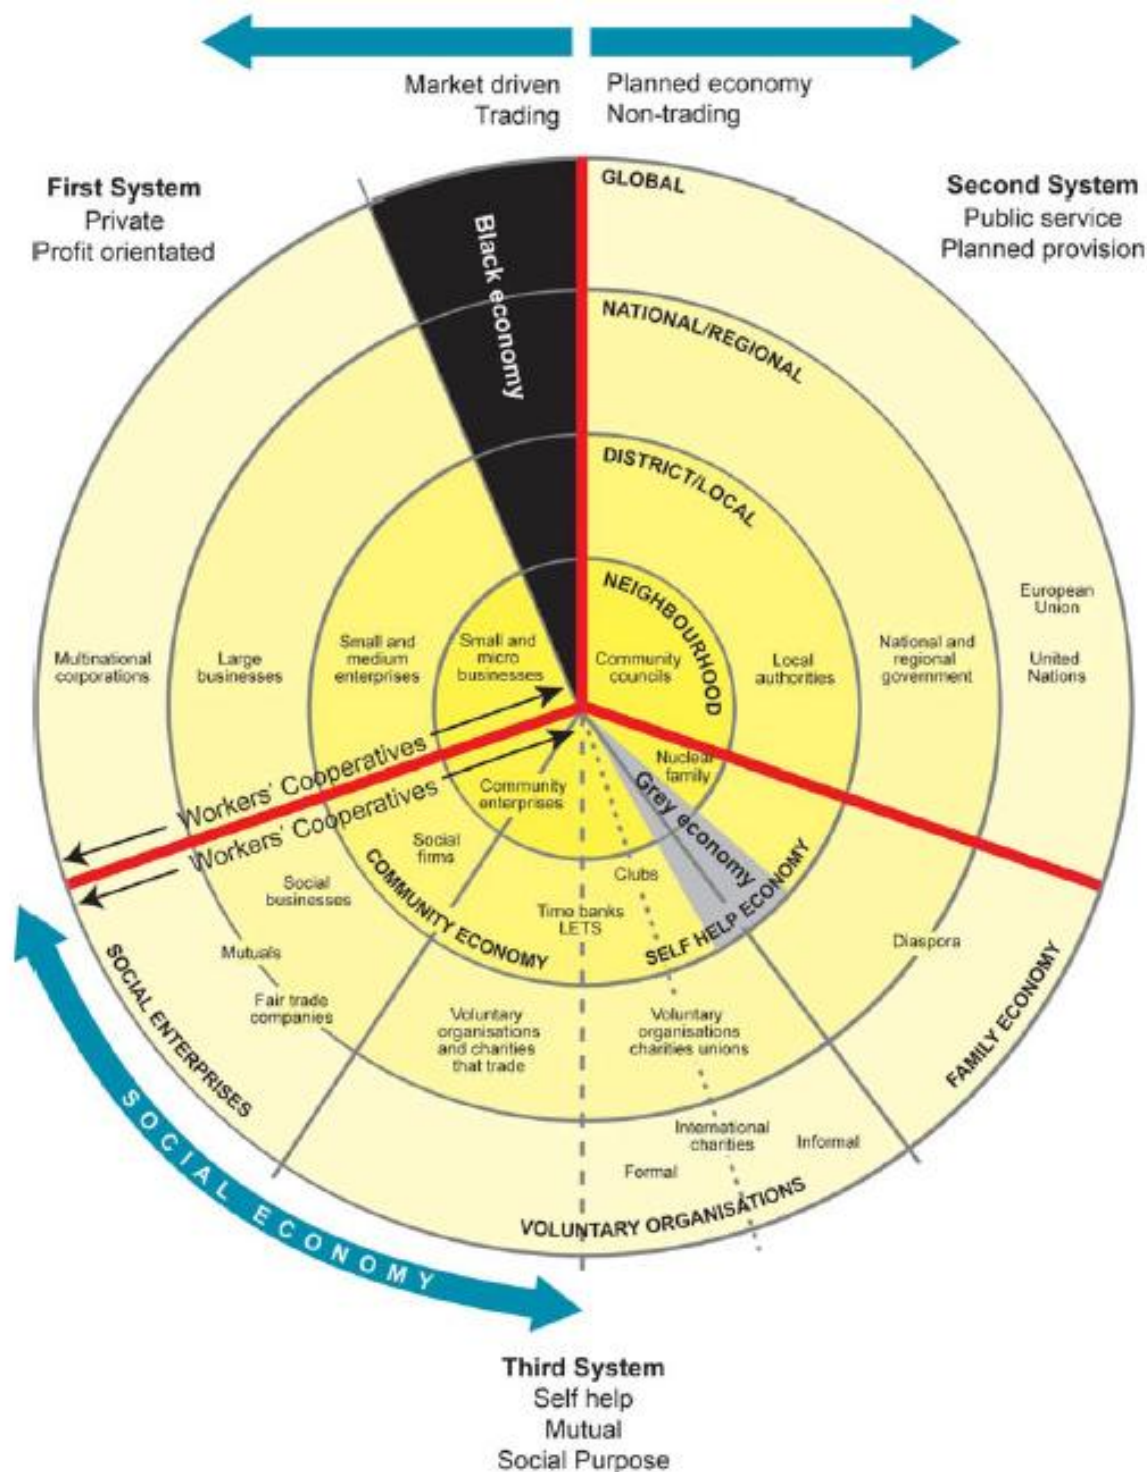 Market driven
Trading
Planned economy
Non-trading
First System
Private
Profit orientated
Second System
Public service
Planned provision
Black economy
GLOBAL
NATIONAL/REGIONAL
DISTRICT/LOCAL
NEIGHBOURHOOD
Multinational
corporations
Large
businesses
Small and
medium
enterprises
Small and
micro
businesses
Community
councils
Local
authorities
National and
regional
government
European
Union
United
Nations
Workers' Cooperatives
Workers' Cooperatives
Nuclear
family
Grey economy
Community
enterprises
Social
firms
Social
businesses
Mutuals
Fair trade
companies
COMMUNITY ECONOMY
Clubs
Time banks
LETS
SELF HELP ECONOMY
Diaspora
Voluntary
organisations
and charities
that trade
Voluntary
organisations
charities unions
International
charities
Informal
Formal
SOCIAL ENTERPRISES
VOLUNTARY ORGANISATIONS
FAMILY ECONOMY
SOCIAL ECONOMY
Third System
Self help
Mutual
Social Purpose